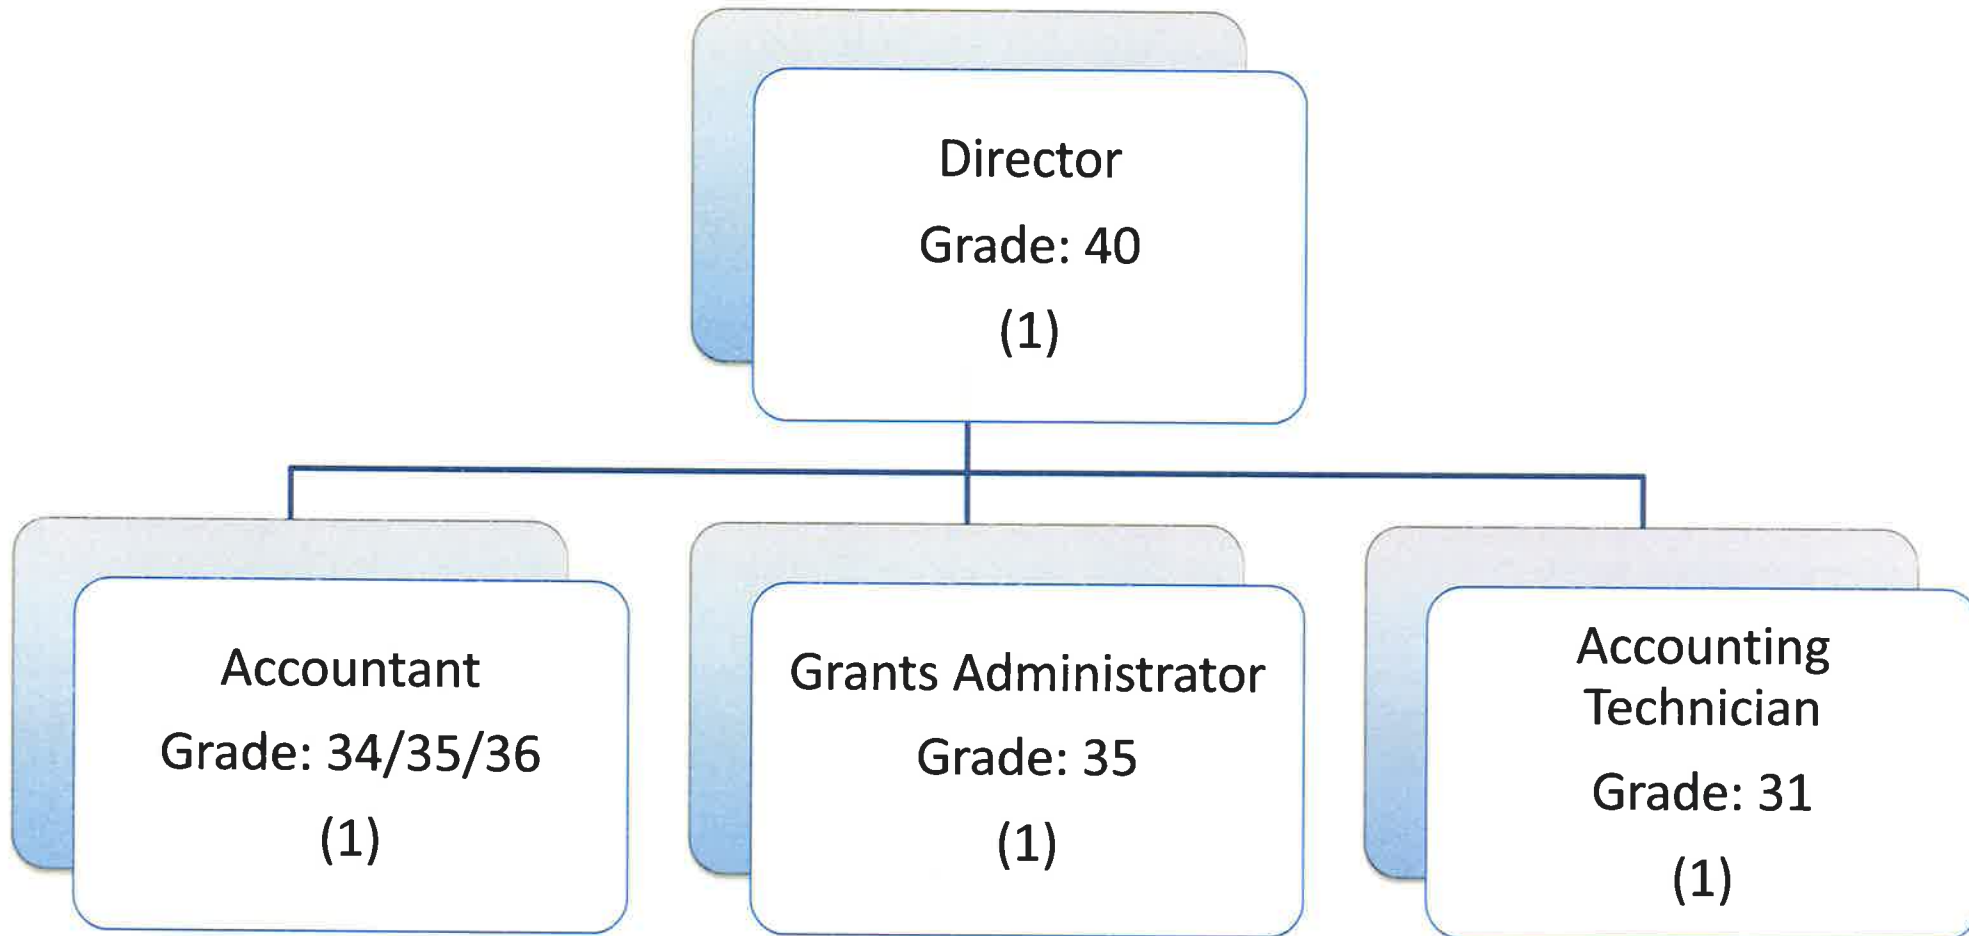 Director
Grade: 40
(1)
Accountant
Grade: 34/35/36
(1)
Grants Administrator
Grade: 35
(1)
Accounting
Technician
Grade: 31
(1)